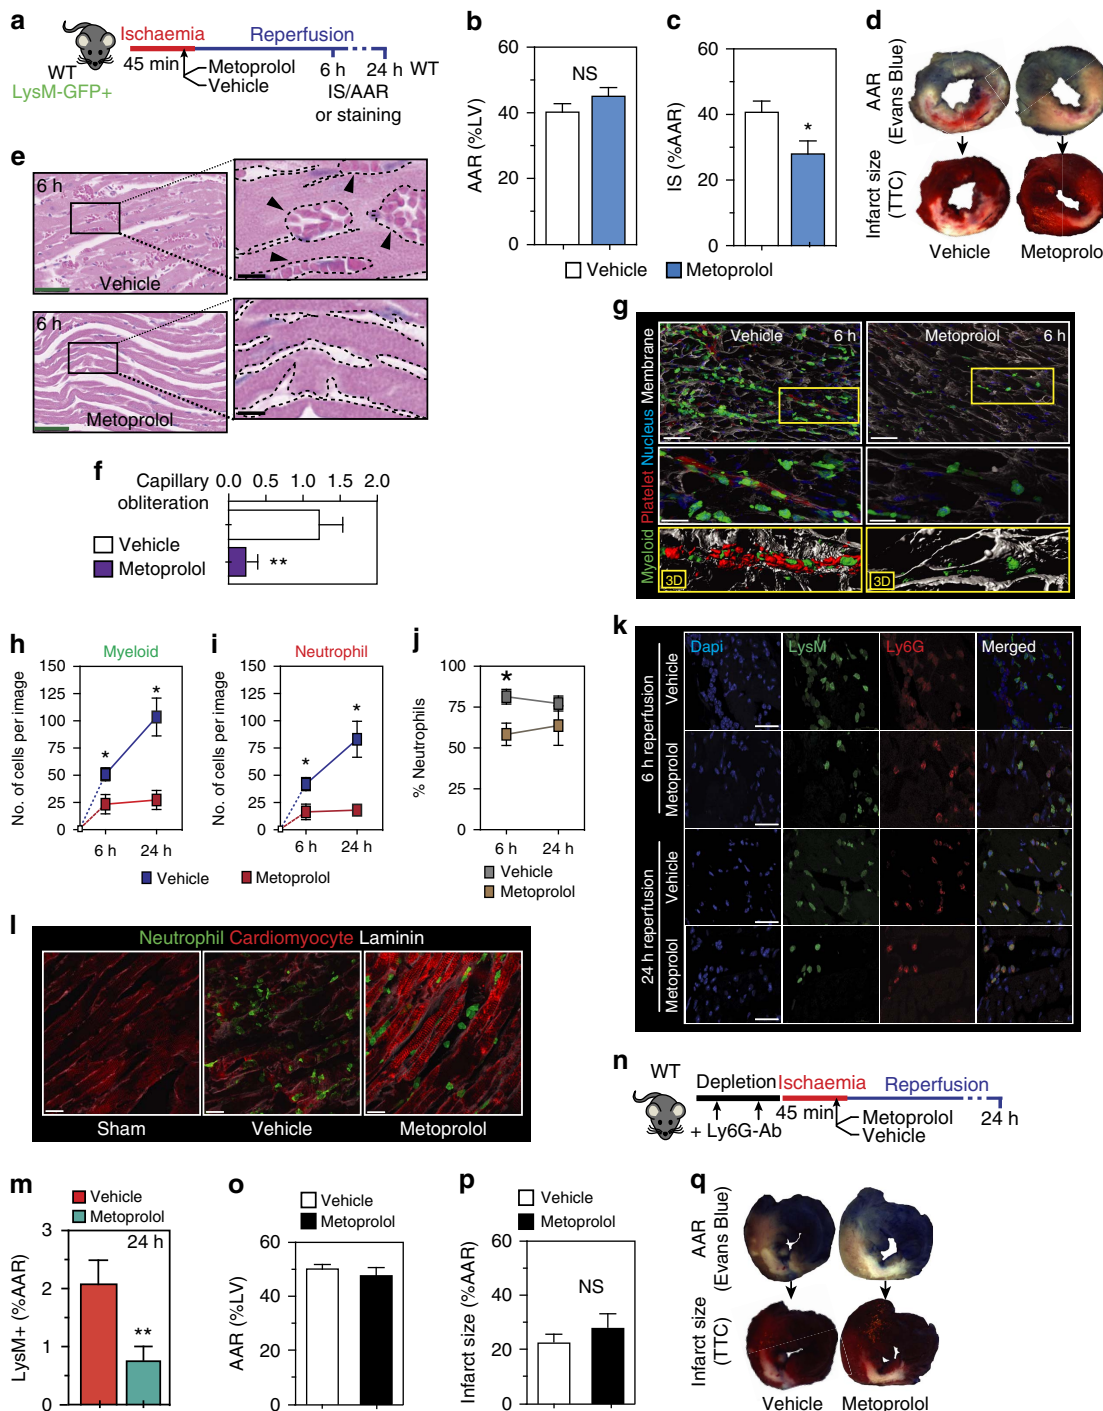 a
Ischaemia
Reperfusion
45 min
Metoprolol
Vehicle
6 h
24 h WT
IS/AAR
or staining
WT
LysM-GFP+
b
AAR (%LV)
60
40
20
0
NS
c
IS (%AAR)
60
40
20
0
*
Vehicle
Metoprolol
d
AAR
(Evans Blue)
Infarct size
(TTC)
Vehicle
Metoprolo
e
6 h
Vehicle
6 h
Metoprolol
f
Capillary
obliteration
0.0 0.5 1.0 2.0
Vehicle
Metoprolol
**
g
Myeloid Platelet Nucleus Membrane
Vehicle 6 h
Metoprolol 6 h
3D
3D
h
Myeloid
No. of cells per image
150
125
100
75
50
25
0
*
*
6 h 24 h
i
Neutrophil
No. of cells per image
150
125
100
75
50
25
0
*
*
6 h 24 h
Vehicle
Metoprolol
j
% Neutrophils
100
75
50
0
*
6 h 24 h
Vehicle
Metoprolol
k
Dapi LysM Ly6G Merged
6 h reperfusion
Vehicle
Metoprolol
24 h reperfusion
Vehicle
Metoprolol
l
Neutrophil Cardiomyocyte Laminin
Sham
Vehicle
Metoprolol
m
Vehicle
Metoprolol
LysM+ (%AAR)
3
2
1
0
24 h
**
n
WT
Depletion
Ischaemia
Reperfusion
+ Ly6G-Ab
45 min
Metoprolol
Vehicle
24 h
o
Vehicle
Metoprolol
AAR (%LV)
60
40
20
0
p
Vehicle
Metoprolol
Infarct size (%AAR)
60
40
20
0
NS
q
AAR
(Evans Blue)
Infarct size
(TTC)
Vehicle
Metoprolol